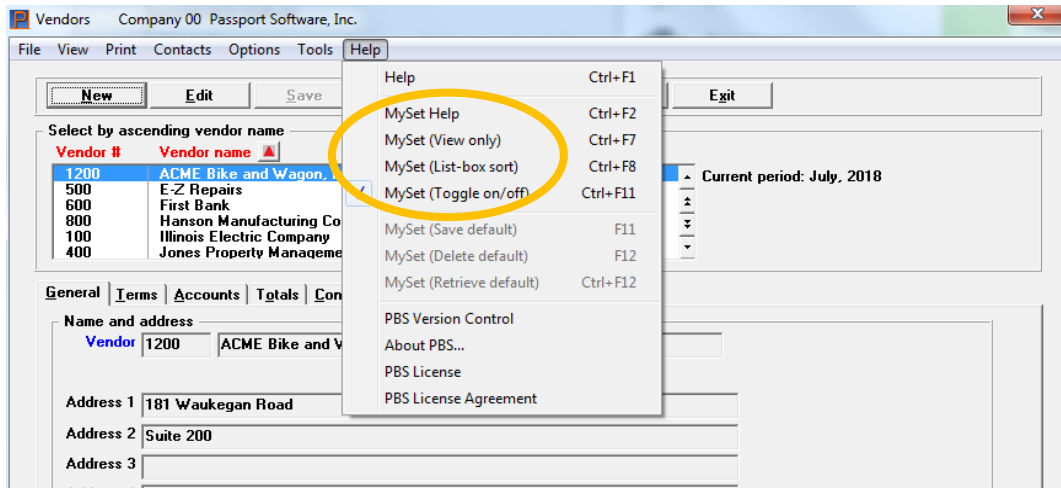 Vendors Company 00 Passport Software, Inc.
File View Print Contacts Options Tools Help
New Edit Save Exit
Help Ctrl+F1
MySet Help Ctrl+F2
MySet (View only) Ctrl+F7
MySet (List-box sort) Ctrl+F8
MySet (Toggle on/off) Ctrl+F11
MySet (Save default) F11
MySet (Delete default) F12
MySet (Retrieve default) Ctrl+F12
PBS Version Control
About PBS...
PBS License
PBS License Agreement
Select by ascending vendor name
Vendor # Vendor name
1200 ACME Bike and Wagon,
500 E-Z Repairs
600 First Bank
800 Hanson Manufacturing Co
100 Illinois Electric Company
400 Jones Property Manageme
Current period: July, 2018
General Terms Accounts Totals Con
Name and address
Vendor 1200 ACME Bike and
Address 1 181 Waukegan Road
Address 2 Suite 200
Address 3